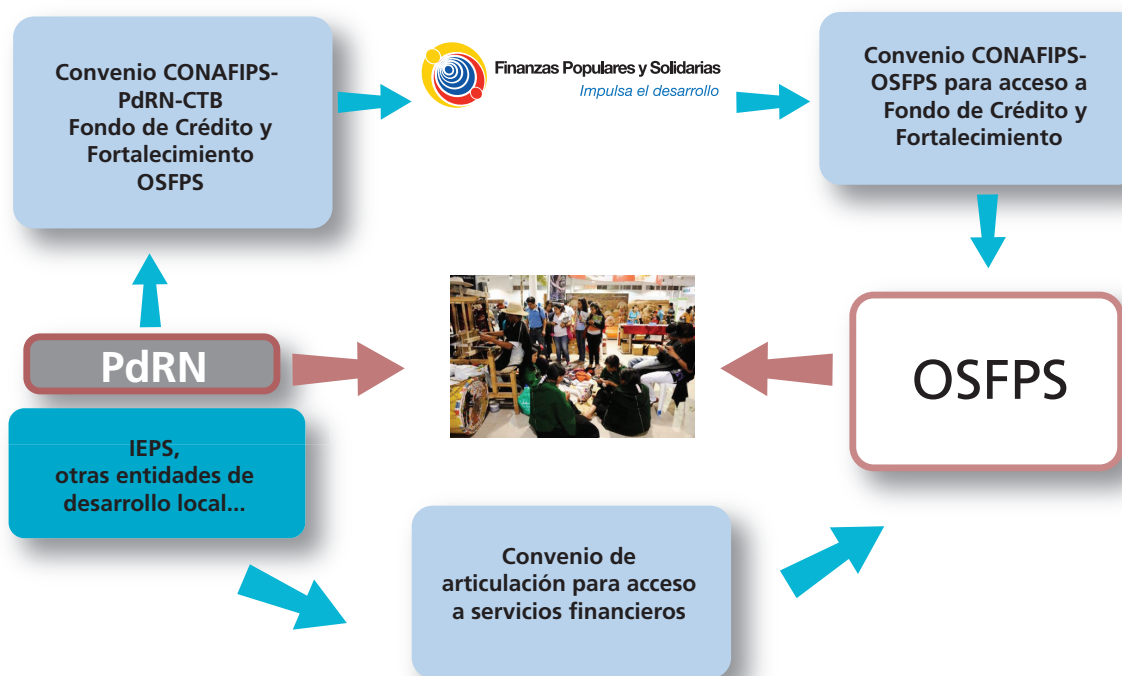 Convenio CONAFIPS-
PdRN-CTB
Fondo de Crédito y
Fortalecimiento
OSFPS
Finanzas Populares y Solidarias
Impulsa el desarrollo
Convenio CONAFIPS-
OSFPS para acceso a
Fondo de Crédito y
Fortalecimiento
PdRN
OSFPS
IEPS,
otras entidades de
desarrollo local...
Convenio de
articulación para acceso
a servicios financieros